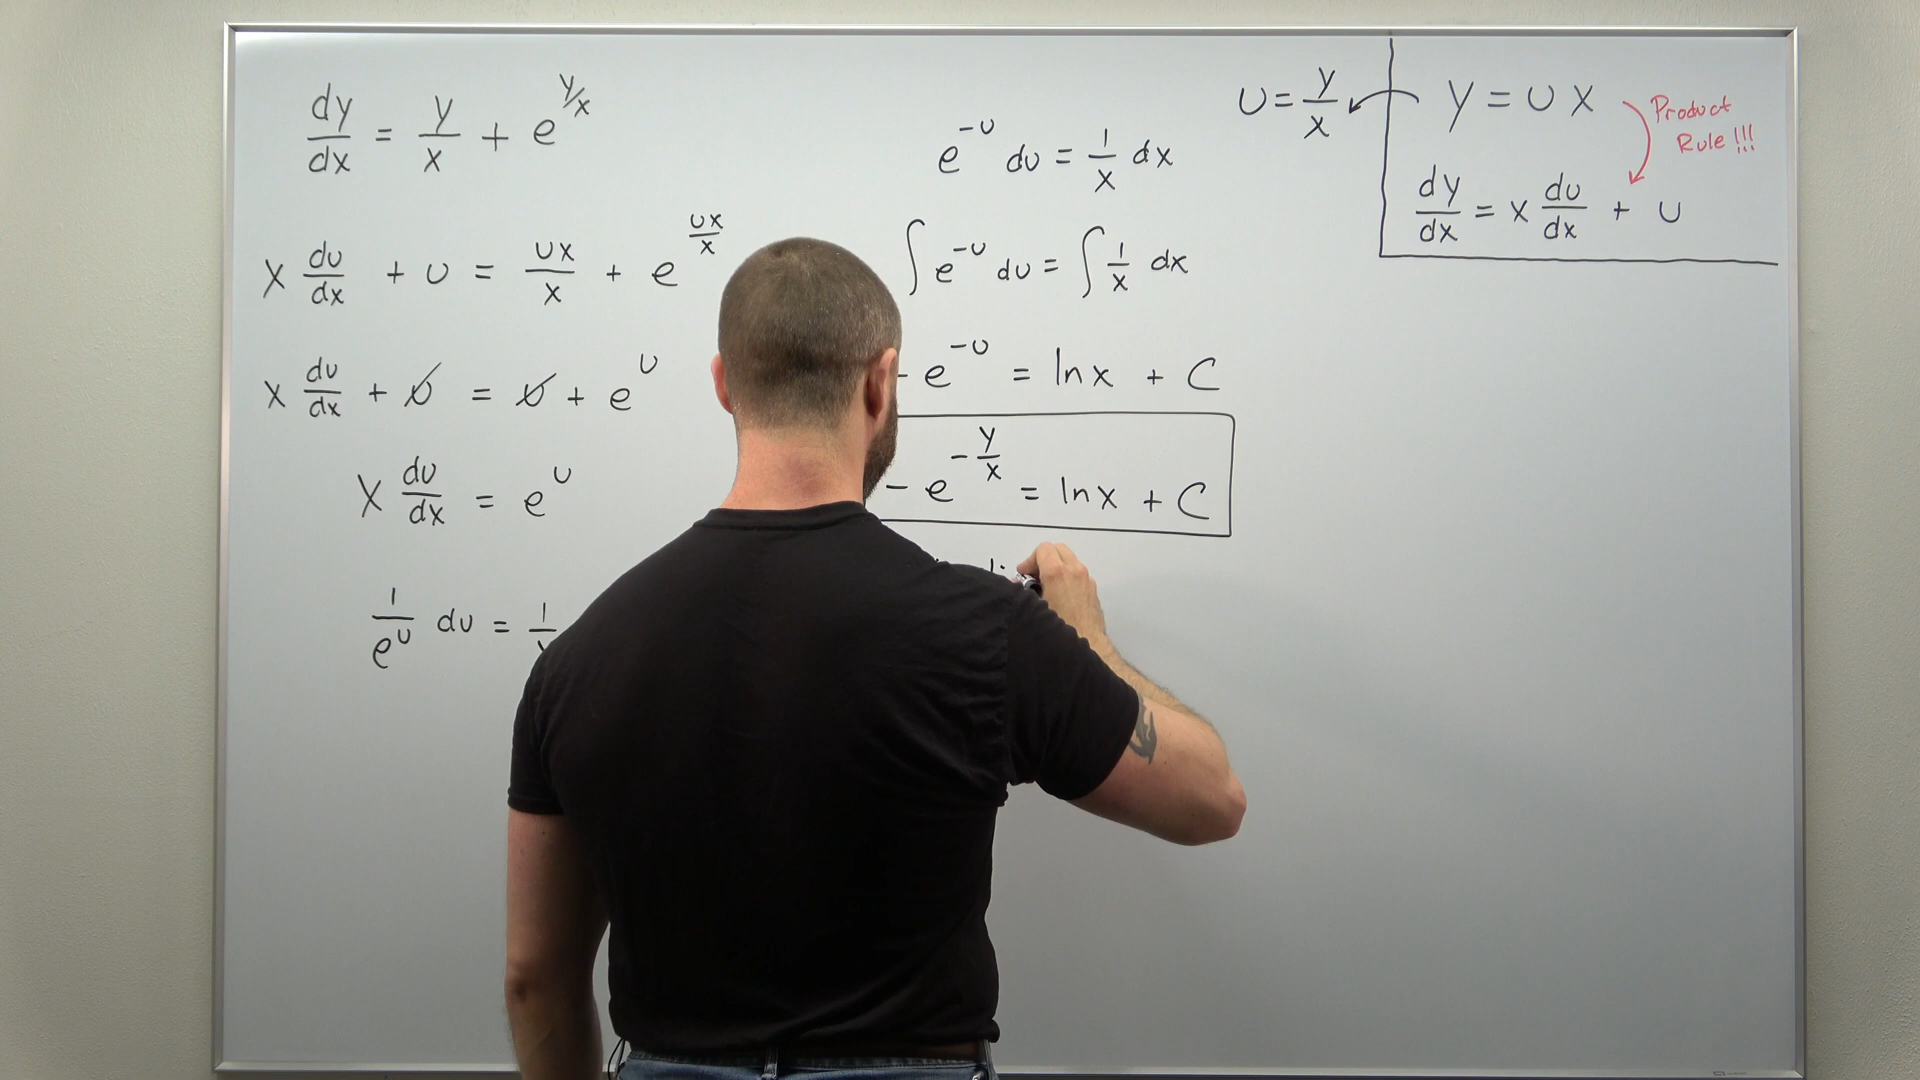 dy/dx = y/x + e^(y/x)
x du/dx + u = ux/x + e^(ux/x)
x du/dx + u = u + e^u
x du/dx = e^u
1/e^u du = 1/
e^(-u) du = 1/x dx
∫ e^(-u) du = ∫ 1/x dx
- e^(-u) = ln x + C
- e^(-y/x) = ln x + C
u = y/x
y = ux
Product
Rule!!!
dy/dx = x du/dx + u